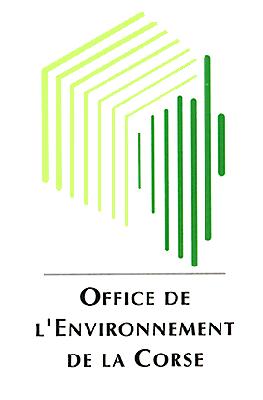 OFFICE DE
L'ENVIRONNEMENT
DE LA CORSE